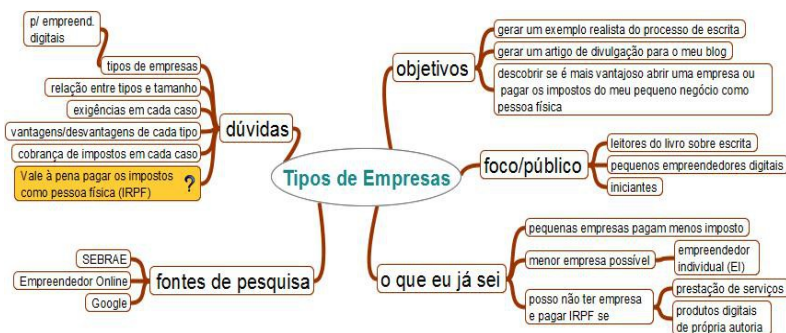 Tipos de Empresas
objetivos
gerar um exemplo realista do processo de escrita
gerar um artigo de divulgação para o meu blog
descobrir se é mais vantajoso abrir uma empresa ou
pagar os impostos do meu pequeno negócio como
pessoa física
foco/público
leitores do livro sobre escrita
pequenos empreendedores digitais
iniciantes
o que eu já sei
pequenas empresas pagam menos imposto
menor empresa possível
empreendedor
individual (EI)
posso não ter empresa
e pagar IRPF se
prestação de serviços
produtos digitais
de própria autoria
fontes de pesquisa
SEBRAE
Empreendedor Online
Google
dúvidas
p/ empreend.
digitais
tipos de empresas
relação entre tipos e tamanho
exigências em cada caso
vantagens/desvantagens de cada tipo
cobrança de impostos em cada caso
Vale à pena pagar os impostos
como pessoa física (IRPF)
?